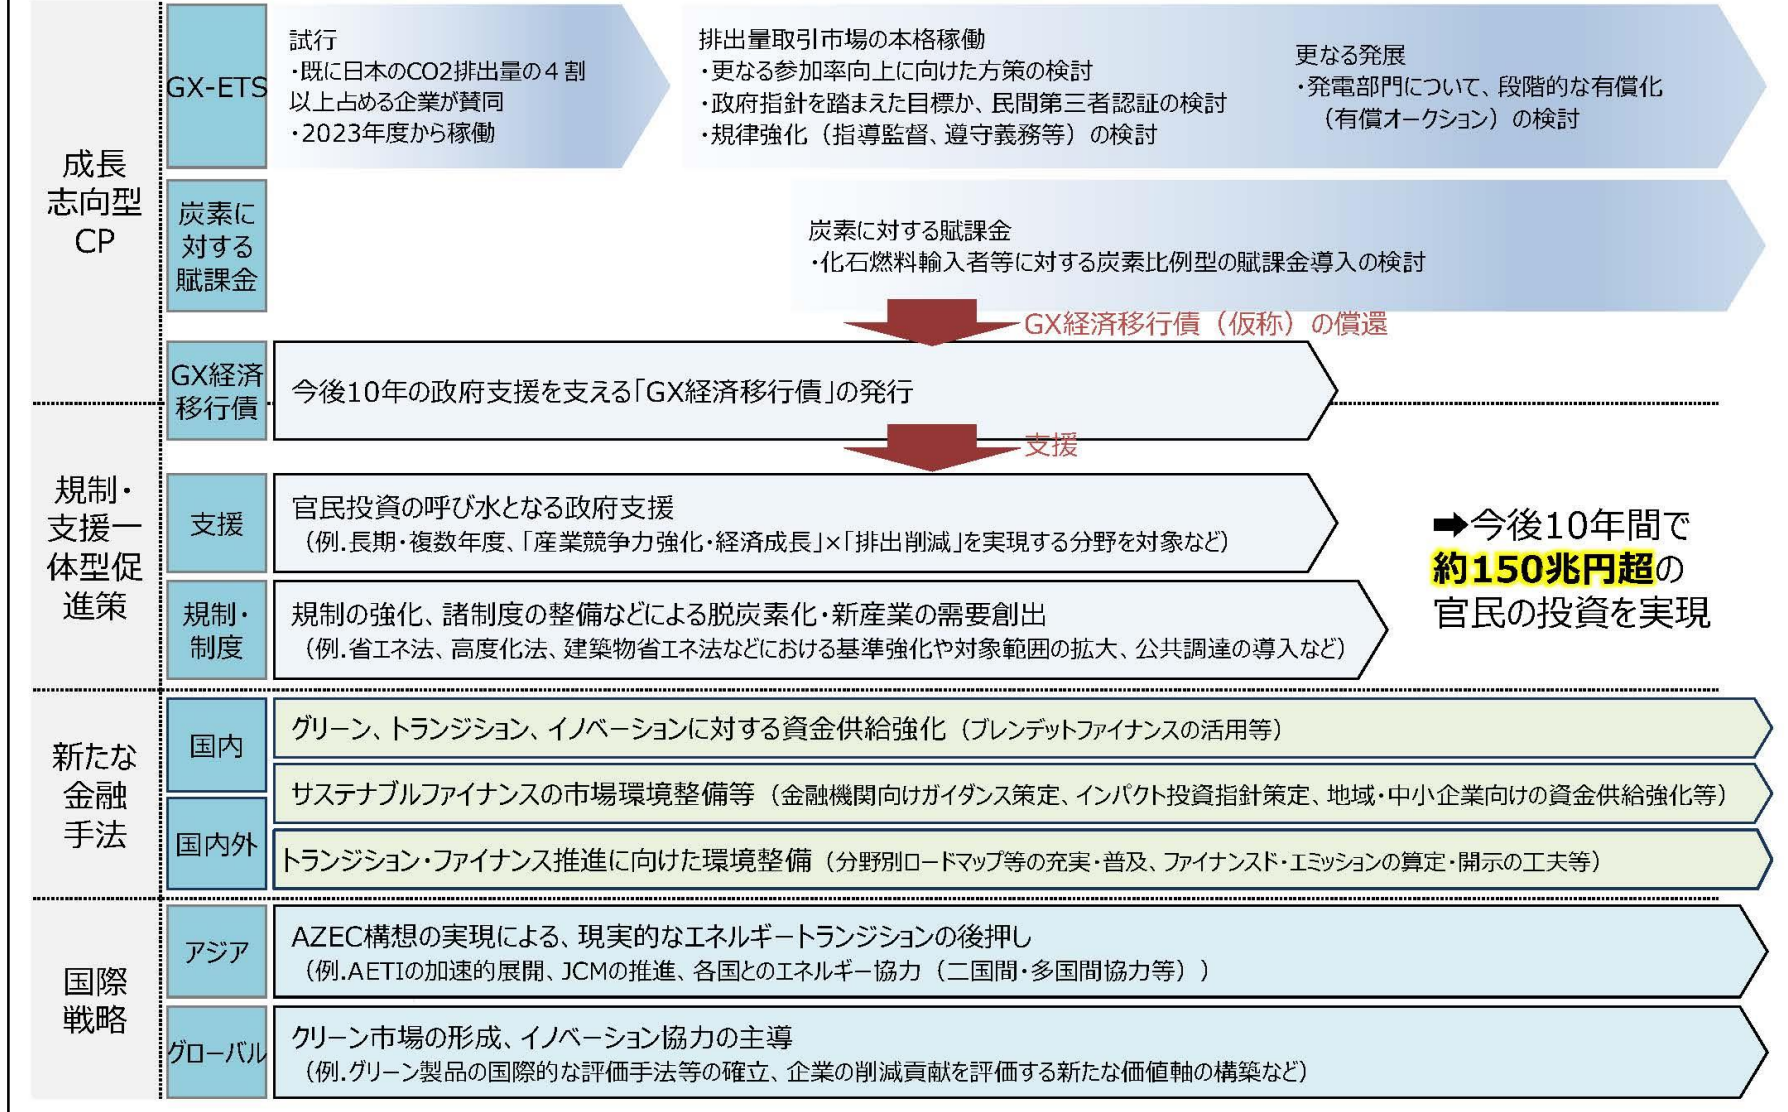 成長
志向型
CP
GX-ETS
試行
・既に日本のCO2排出量の４割
以上占める企業が賛同
・2023年度から稼働
排出量取引市場の本格稼働
・更なる参加率向上に向けた方策の検討
・政府指針を踏まえた目標か、民間第三者認証の検討
・規律強化（指導監督、遵守義務等）の検討
更なる発展
・発電部門について、段階的な有償化
（有償オークション）の検討
炭素に
対する
賦課金
炭素に対する賦課金
・化石燃料輸入者等に対する炭素比例型の賦課金導入の検討
GX経済移行債（仮称）の償還
GX経済
移行債
今後10年の政府支援を支える「GX経済移行債」の発行
支援
規制・
支援一
体型促
進策
支援
官民投資の呼び水となる政府支援
（例.長期・複数年度、「産業競争力強化・経済成長」×「排出削減」を実現する分野を対象など）
規制・
制度
規制の強化、諸制度の整備などによる脱炭素化・新産業の需要創出
（例.省エネ法、高度化法、建築物省エネ法などにおける基準強化や対象範囲の拡大、公共調達の導入など）
➡今後10年間で
約150兆円超の
官民の投資を実現
新たな
金融
手法
国内
グリーン、トランジション、イノベーションに対する資金供給強化（ブレンデットファイナンスの活用等）
サステナブルファイナンスの市場環境整備等（金融機関向けガイダンス策定、インパクト投資指針策定、地域・中小企業向けの資金供給強化等）
国内外
トランジション・ファイナンス推進に向けた環境整備（分野別ロードマップ等の充実・普及、ファイナンスド・エミッションの算定・開示の工夫等）
国際
戦略
アジア
AZEC構想の実現による、現実的なエネルギートランジションの後押し
（例.AETIの加速的展開、JCMの推進、各国とのエネルギー協力（二国間・多国間協力等））
グローバル
クリーン市場の形成、イノベーション協力の主導
（例.グリーン製品の国際的な評価手法等の確立、企業の削減貢献を評価する新たな価値軸の構築など）